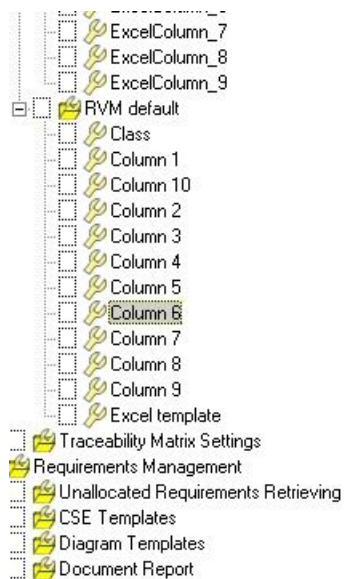 ExcelColumn_7
ExcelColumn_8
ExcelColumn_9
RVM default
Class
Column 1
Column 10
Column 2
Column 3
Column 4
Column 5
Column 6
Column 7
Column 8
Column 9
Excel template
Traceability Matrix Settings
Requirements Management
Unallocated Requirements Retrieving
CSE Templates
Diagram Templates
Document Report